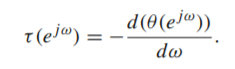 τ(e^{jω}) = − d(θ(e^{jω})) / dω .